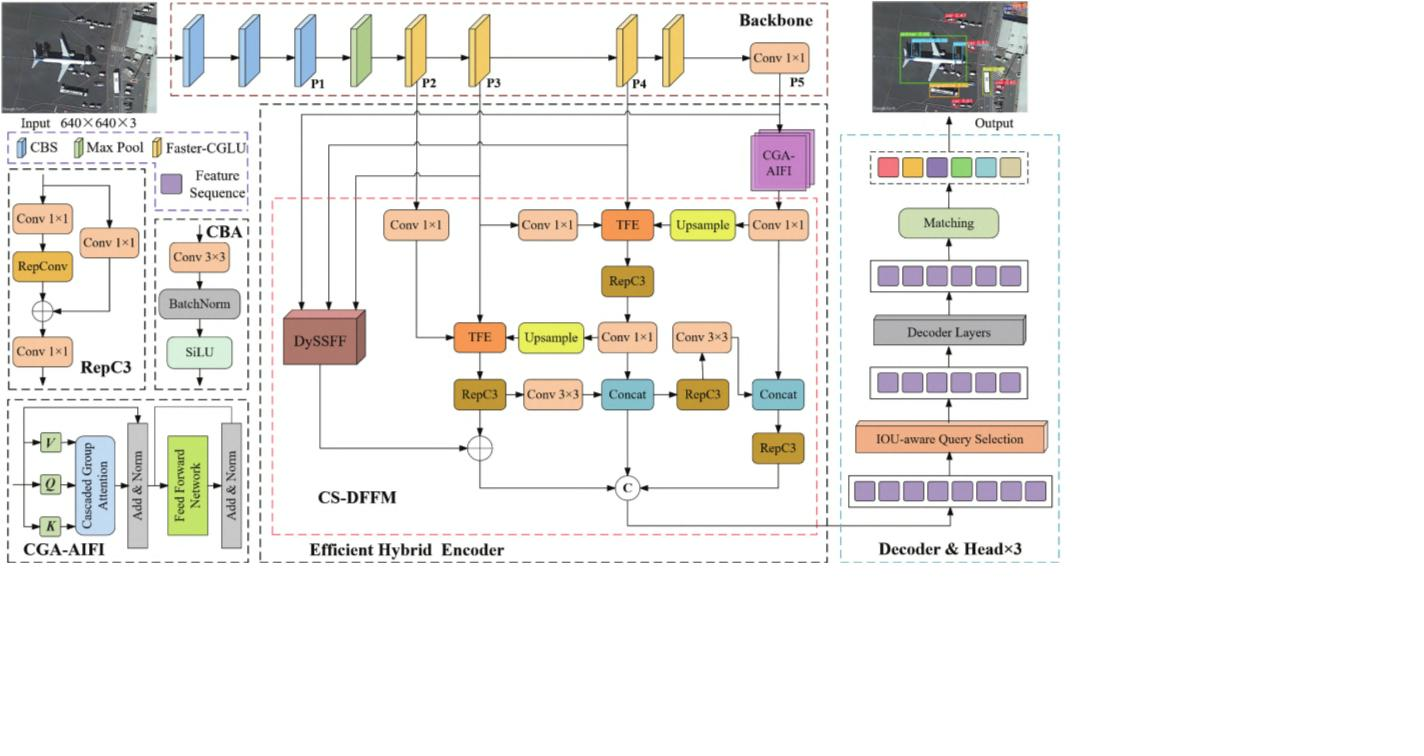 Backbone
P1
P2
P3
P4
Conv 1×1
P5
Input 640×640×3
Output
CBS
Max Pool
Faster-CGLU
Feature
Sequence
Conv 1×1
Conv 1×1
RepConv
Conv 1×1
RepC3
CBA
Conv 3×3
BatchNorm
SiLU
V
Q
K
Cascaded Group
Attention
Add & Norm
Feed Forward
Network
Add & Norm
CGA-AIFI
CGA-
AIFI
Conv 1×1
Conv 1×1
TFE
Upsample
Conv 1×1
RepC3
DySSFF
TFE
Upsample
Conv 1×1
Conv 3×3
RepC3
Conv 3×3
Concat
RepC3
Concat
RepC3
C
CS-DFFM
Efficient Hybrid Encoder
Matching
Decoder Layers
IOU-aware Query Selection
Decoder & Head×3